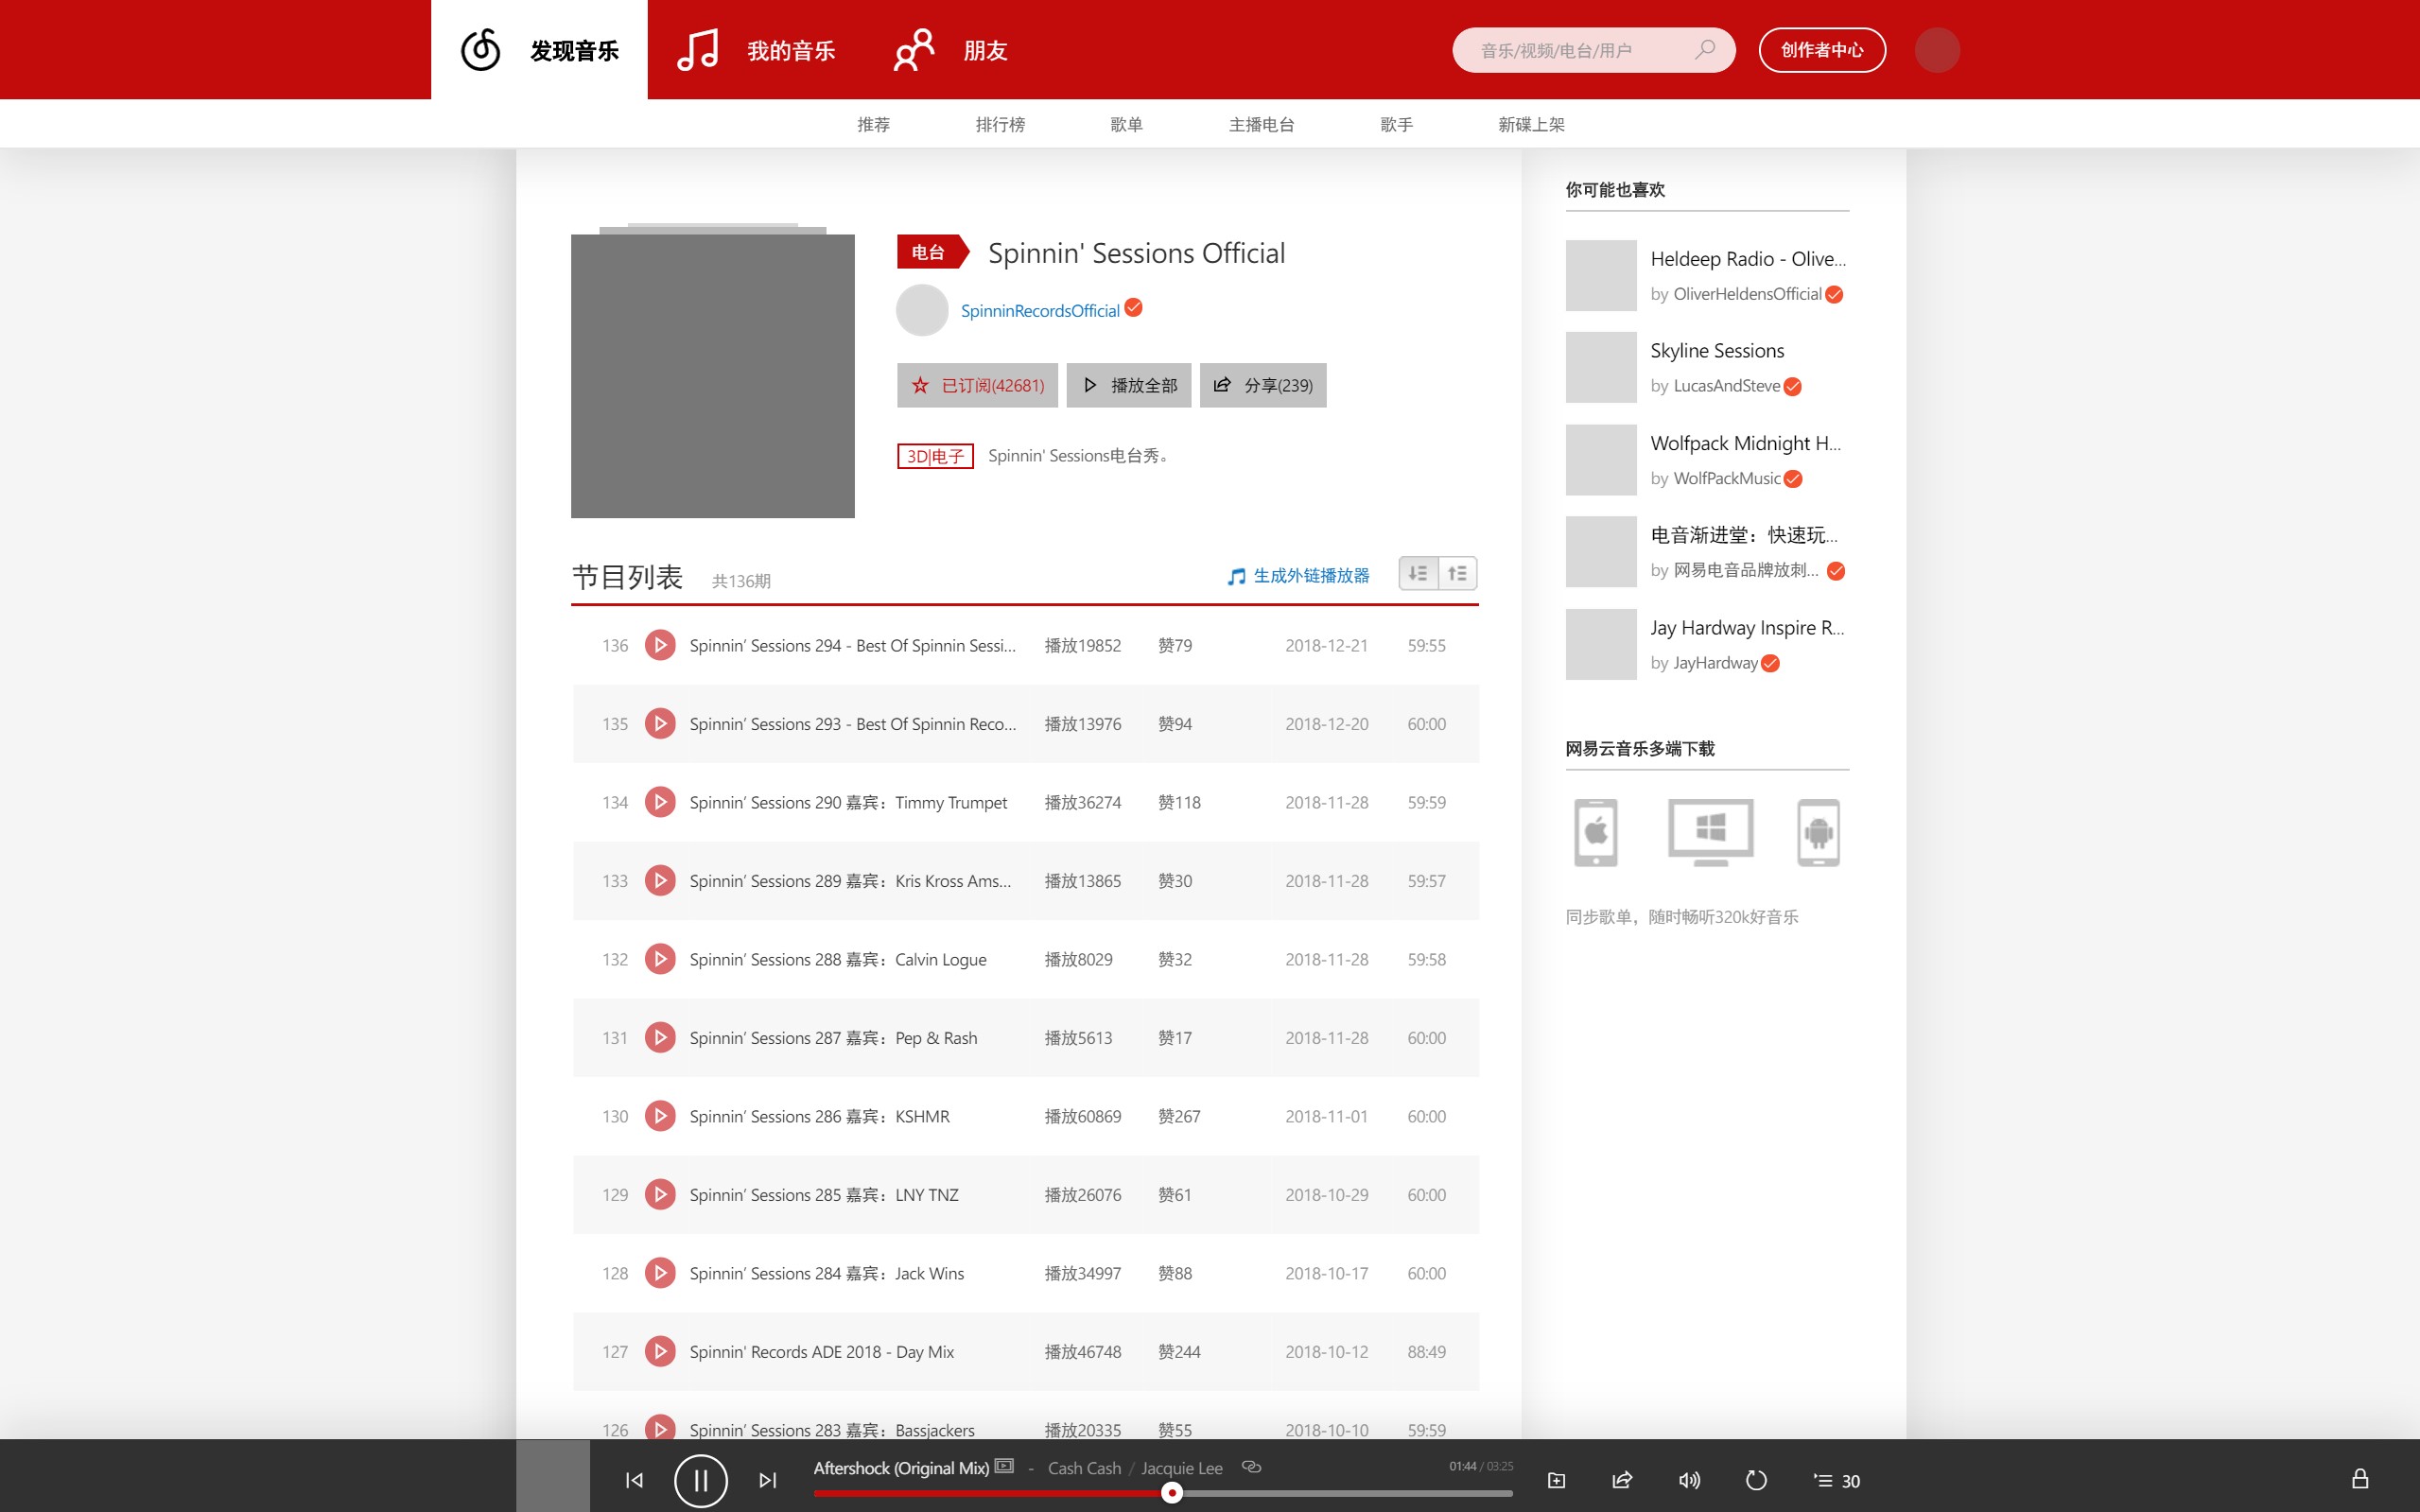 发现音乐 我的音乐 朋友 音乐/视频/电台/用户 创作者中心
推荐 排行榜 歌单 主播电台 歌手 新碟上架
电台 Spinnin' Sessions Official
SpinninRecordsOfficial
已订阅(42681) 播放全部 分享(239)
3D|电子 Spinnin' Sessions电台秀。
节目列表 共136期 生成外链播放器
136 Spinnin’ Sessions 294 - Best Of Spinnin Sessi... 播放19852 赞79 2018-12-21 59:55
135 Spinnin’ Sessions 293 - Best Of Spinnin Reco... 播放13976 赞94 2018-12-20 60:00
134 Spinnin’ Sessions 290 嘉宾：Timmy Trumpet 播放36274 赞118 2018-11-28 59:59
133 Spinnin’ Sessions 289 嘉宾：Kris Kross Ams... 播放13865 赞30 2018-11-28 59:57
132 Spinnin’ Sessions 288 嘉宾：Calvin Logue 播放8029 赞32 2018-11-28 59:58
131 Spinnin’ Sessions 287 嘉宾：Pep & Rash 播放5613 赞17 2018-11-28 60:00
130 Spinnin’ Sessions 286 嘉宾：KSHMR 播放60869 赞267 2018-11-01 60:00
129 Spinnin’ Sessions 285 嘉宾：LNY TNZ 播放26076 赞61 2018-10-29 60:00
128 Spinnin’ Sessions 284 嘉宾：Jack Wins 播放34997 赞88 2018-10-17 60:00
127 Spinnin' Records ADE 2018 - Day Mix 播放46748 赞244 2018-10-12 88:49
126 Spinnin’ Sessions 283 嘉宾：Bassjackers 播放20335 赞55 2018-10-10 59:59
你可能也喜欢
Heldeep Radio - Olive...
by OliverHeldensOfficial
Skyline Sessions
by LucasAndSteve
Wolfpack Midnight H...
by WolfPackMusic
电音渐进堂：快速玩...
by 网易电音品牌放刺...
Jay Hardway Inspire R...
by JayHardway
网易云音乐多端下载
同步歌单，随时畅听320k好音乐
Aftershock (Original Mix) - Cash Cash / Jacquie Lee 01:44 / 03:25
30